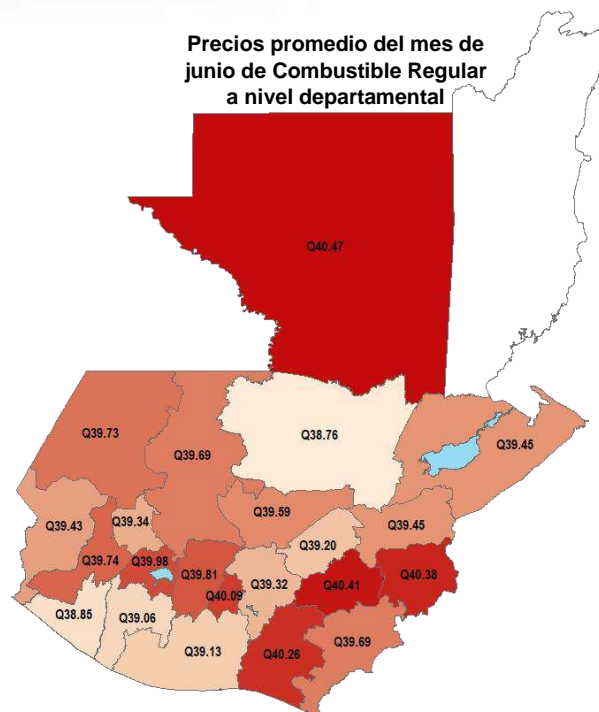 Precios promedio del mes de
junio de Combustible Regular
a nivel departamental
Q40.47
Q38.76
Q39.73
Q39.69
Q39.45
Q39.59
Q39.43
Q39.34
Q39.45
Q39.20
Q39.74
Q39.98
Q39.81
Q40.09
Q39.32
Q40.41
Q40.38
Q38.85
Q39.06
Q39.13
Q40.26
Q39.69